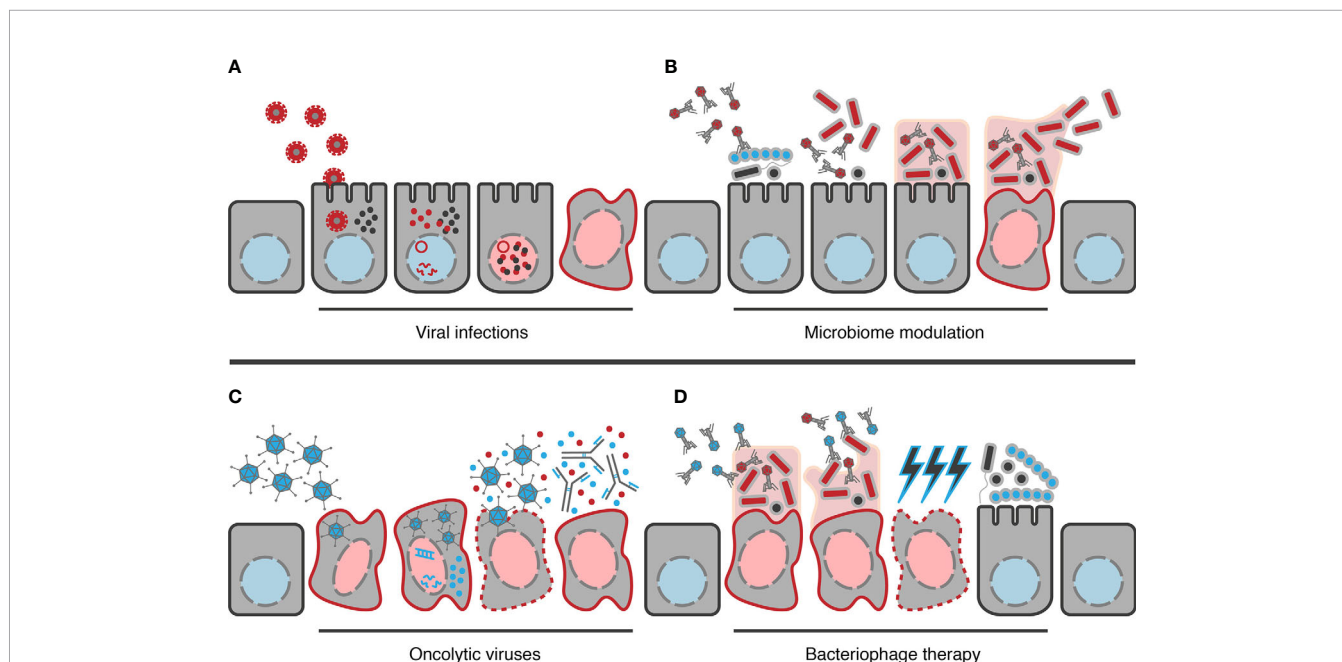 A
B
Viral infections
Microbiome modulation
C
D
Oncolytic viruses
Bacteriophage therapy